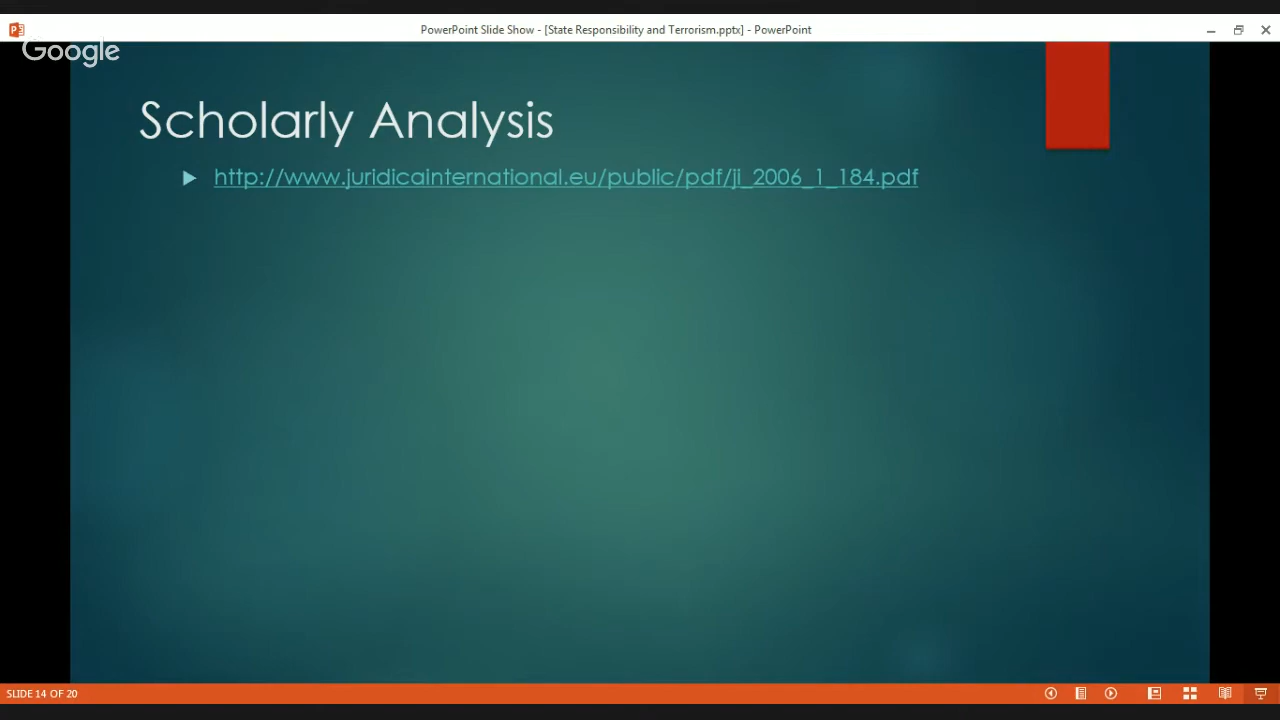 PowerPoint Slide Show - [State Responsibility and Terrorism.pptx] - PowerPoint
Google
Scholarly Analysis
http://www.juridicainternational.eu/public/pdf/ji_2006_1_184.pdf
SLIDE 14 OF 20